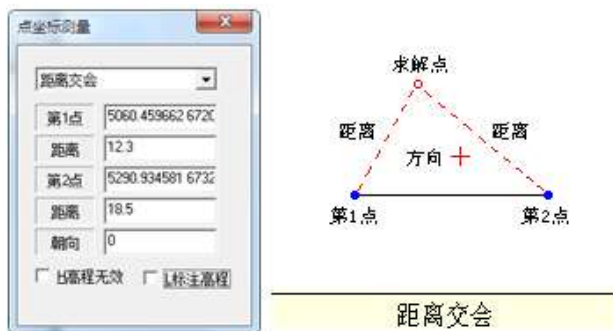 点坐标测量
距离交会
第1点 5060.459662 6720
距离 12.3
第2点 5290.934581 6732
距离 18.5
朝向 0
H高程无效 L标注高程
求解点
距离 距离
方向
第1点 第2点
距离交会